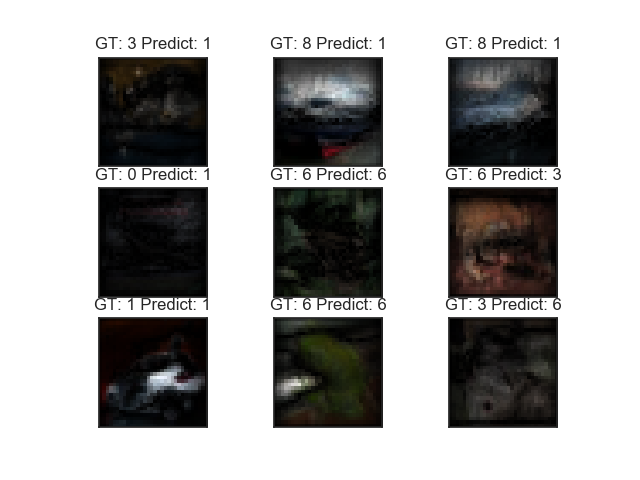 GT: 3 Predict: 1
GT: 8 Predict: 1
GT: 8 Predict: 1
GT: 0 Predict: 1
GT: 6 Predict: 6
GT: 6 Predict: 3
GT: 1 Predict: 1
GT: 6 Predict: 6
GT: 3 Predict: 6